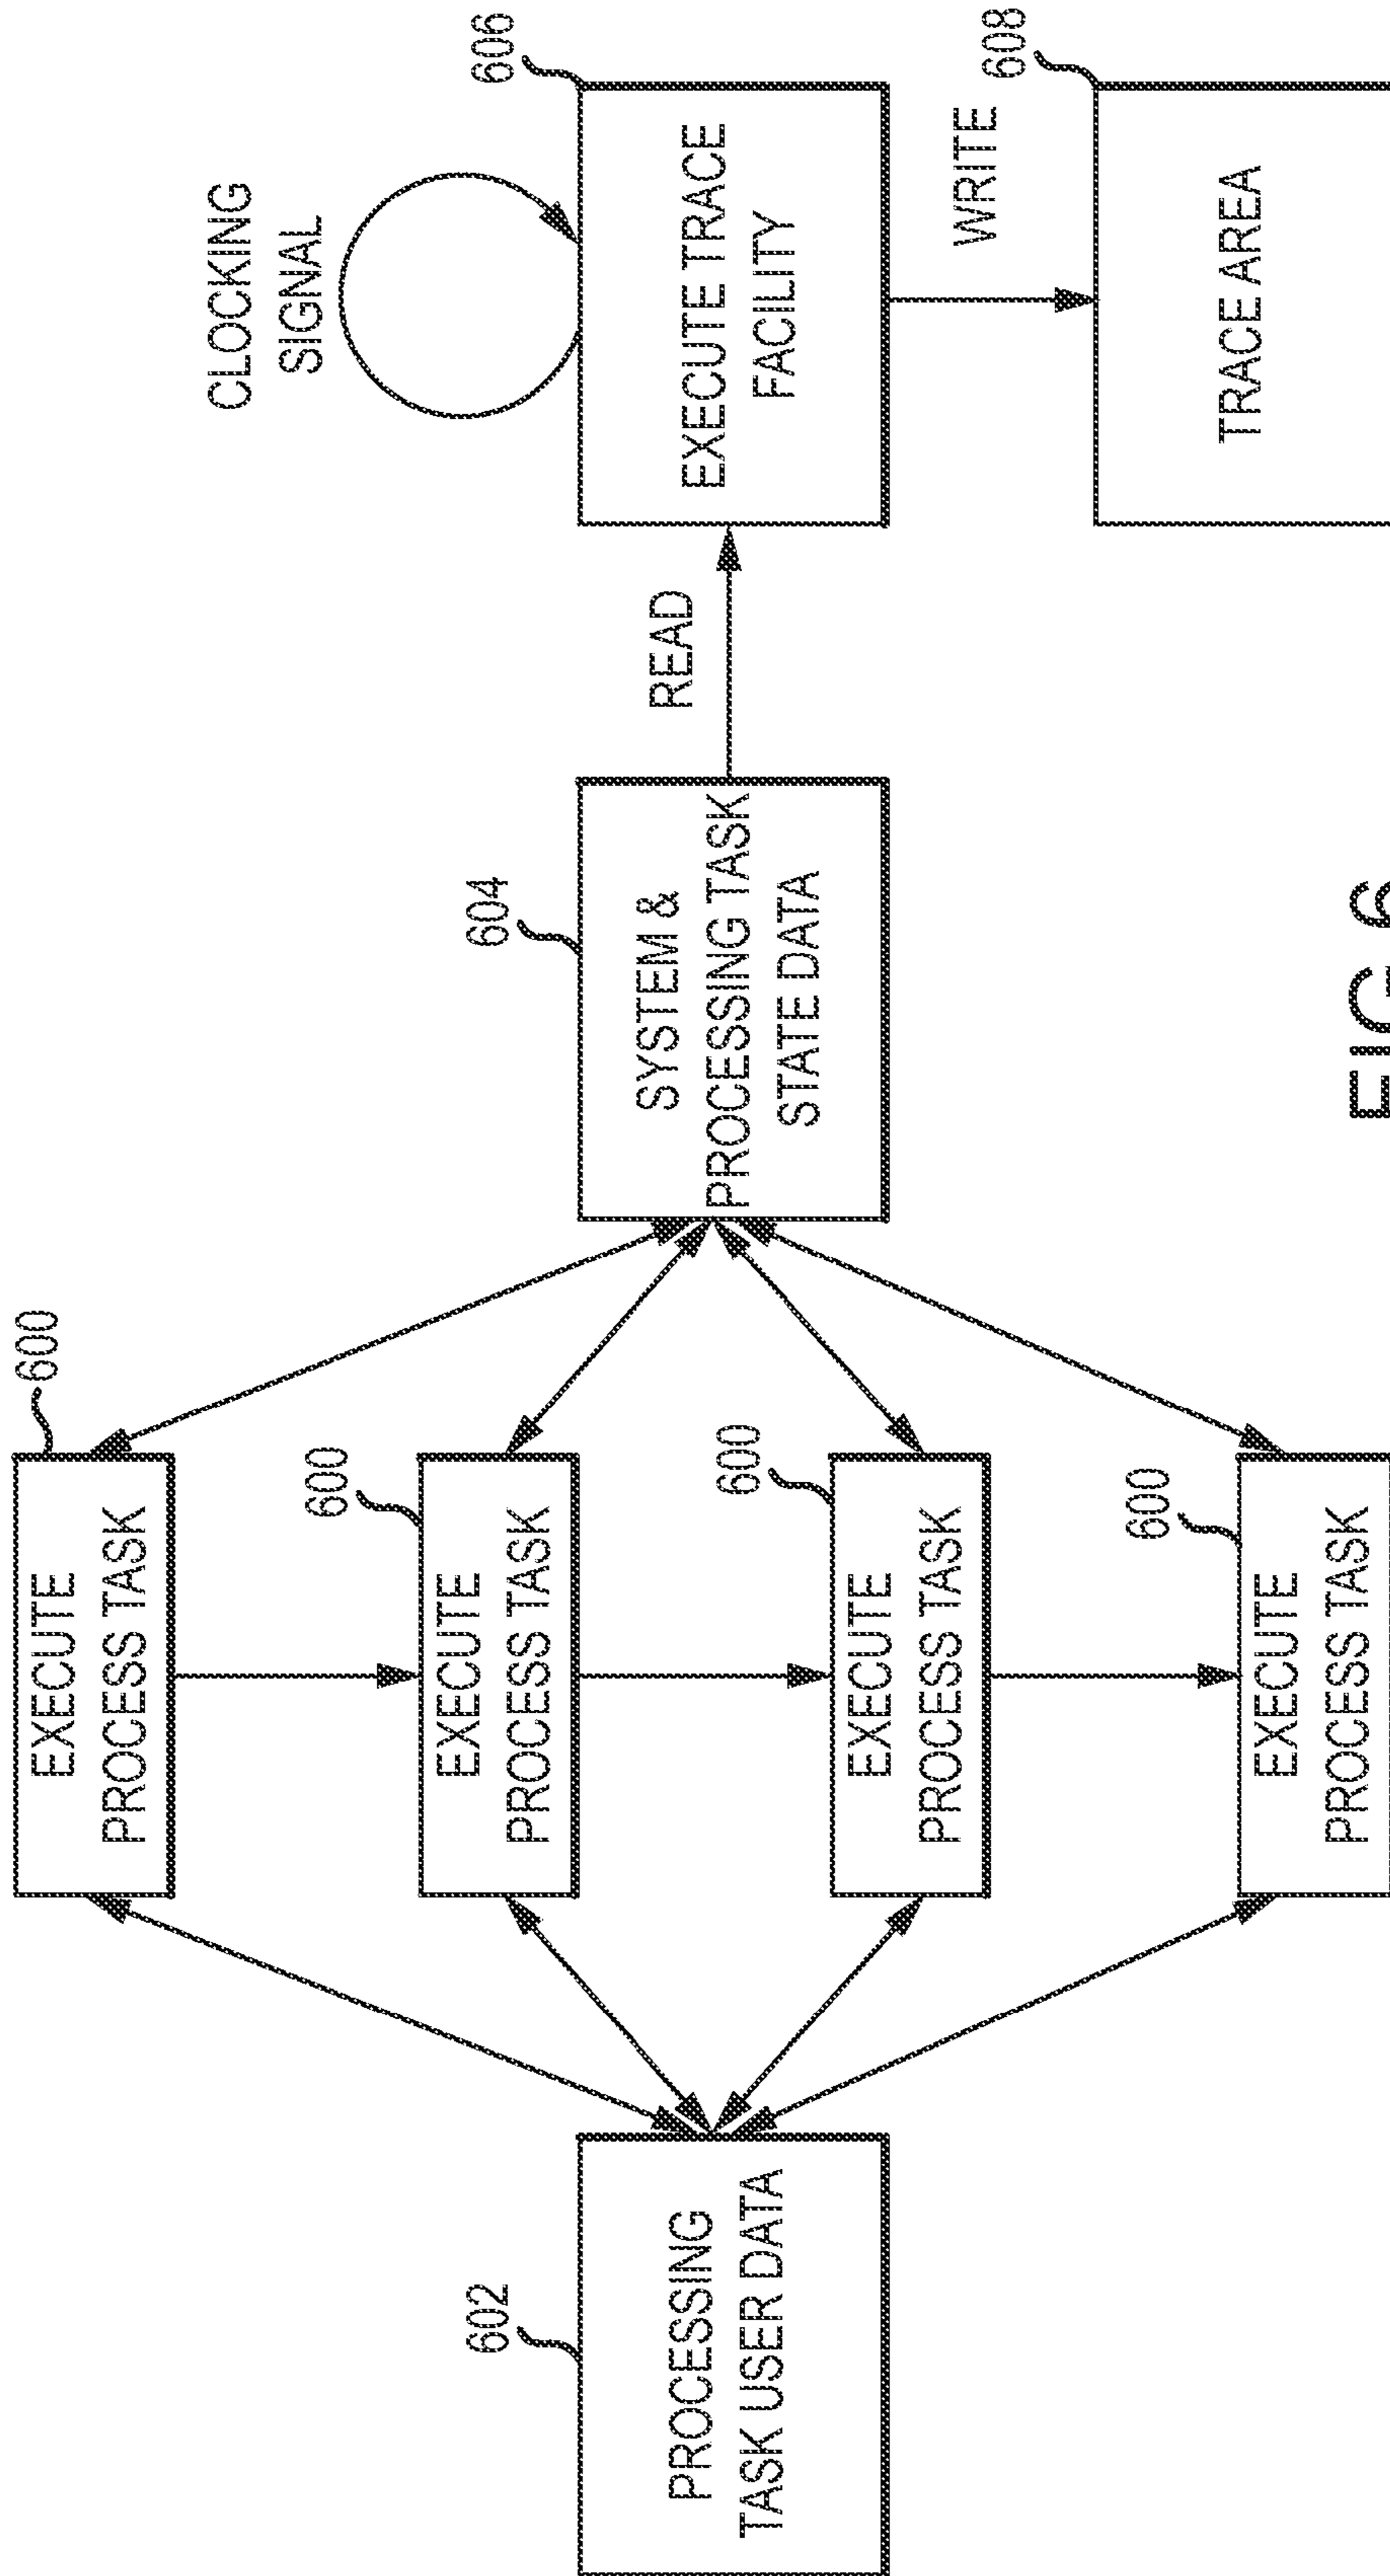 600
EXECUTE
PROCESS TASK
600
EXECUTE
PROCESS TASK
600
EXECUTE
PROCESS TASK
600
EXECUTE
PROCESS TASK
602
PROCESSING
TASK USER DATA
604
SYSTEM &
PROCESSING TASK
STATE DATA
READ
CLOCKING
SIGNAL
606
EXECUTE TRACE
FACILITY
WRITE
608
TRACE AREA
FIG. 6